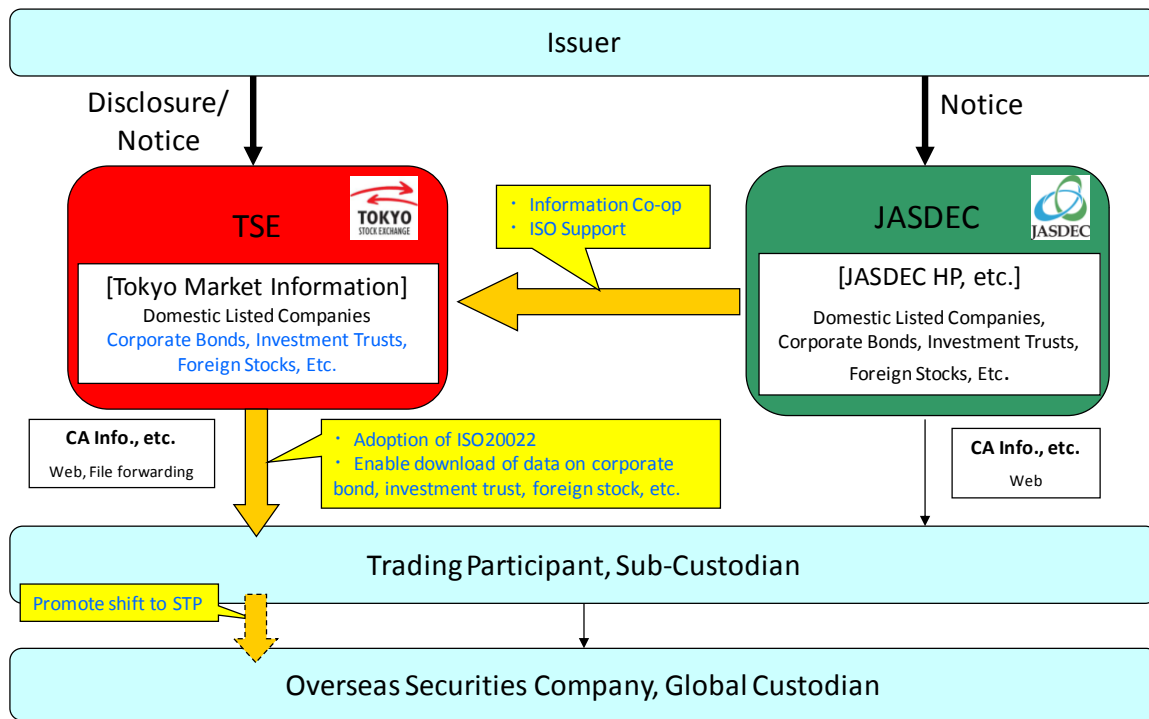 Issuer
Disclosure/
Notice
Notice
TSE
TOKYO
STOCK EXCHANGE
・ Information Co-op
・ ISO Support
JASDEC
JASDEC
[Tokyo Market Information]
Domestic Listed Companies
Corporate Bonds, Investment Trusts,
Foreign Stocks, Etc.
[JASDEC HP, etc.]
Domestic Listed Companies,
Corporate Bonds, Investment Trusts,
Foreign Stocks, Etc.
CA Info., etc.
Web, File forwarding
・ Adoption of ISO20022
・ Enable download of data on corporate
bond, investment trust, foreign stock, etc.
CA Info., etc.
Web
Trading Participant, Sub-Custodian
Promote shift to STP
Overseas Securities Company, Global Custodian